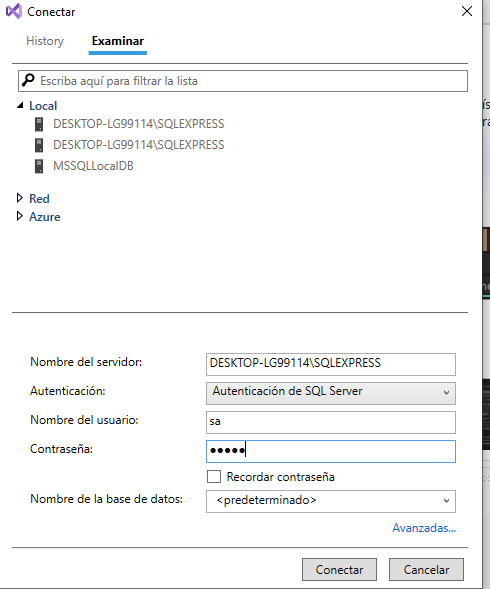 Conectar
History Examinar
Escriba aquí para filtrar la lista
Local
DESKTOP-LG99114\SQLEXPRESS
DESKTOP-LG99114\SQLEXPRESS
MSSQLLocalDB
Red
Azure
Nombre del servidor: DESKTOP-LG99114\SQLEXPRESS
Autenticación: Autenticación de SQL Server
Nombre del usuario: sa
Contraseña: ●●●●●
Recordar contraseña
Nombre de la base de datos: <predeterminado>
Avanzadas...
Conectar Cancelar